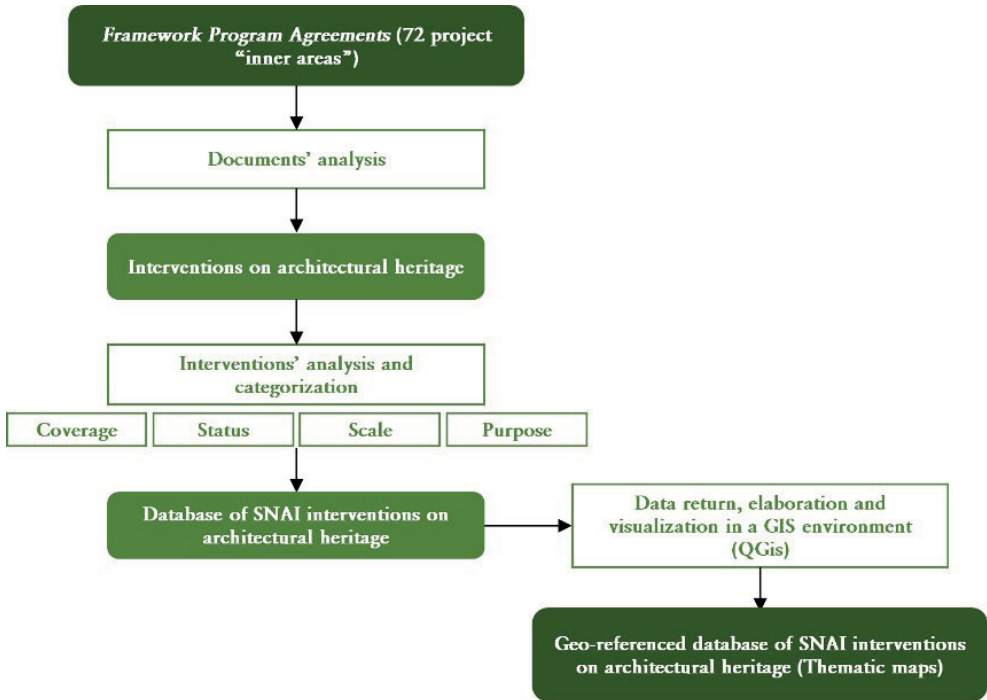 Framework Program Agreements (72 project
“inner areas”)
Documents’ analysis
Interventions on architectural heritage
Interventions’ analysis and
categorization
Coverage
Status
Scale
Purpose
Database of SNAI interventions on
architectural heritage
Data return, elaboration and
visualization in a GIS environment
(QGis)
Geo-referenced database of SNAI interventions
on architectural heritage (Thematic maps)